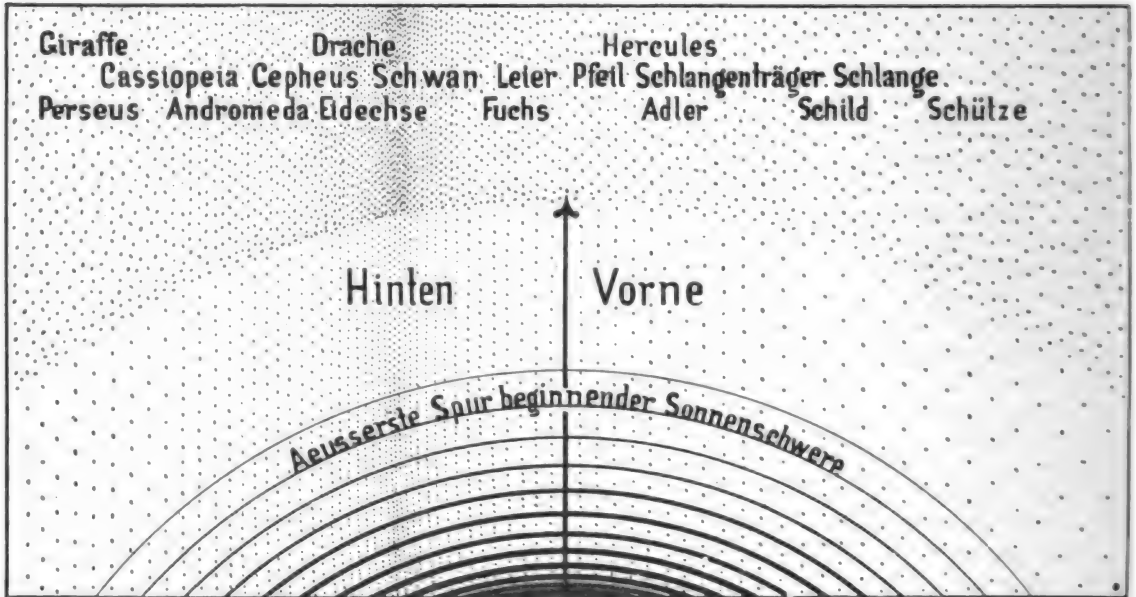 Giraffe Drache Hercules
Cassiopeia Cepheus Schwan Leier Pfeil Schlangenträger Schlange
Perseus Andromeda Eidechse Fuchs Adler Schild Schütze
Hinten Vorne
Aeusserste Spur beginnender Sonnenschwere